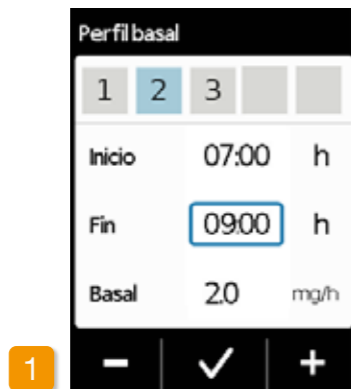 Perfil basal
1 2 3
Inicio 07:00 h
Fin 09:00 h
Basal 2.0 mg/h
1 − ✓ +